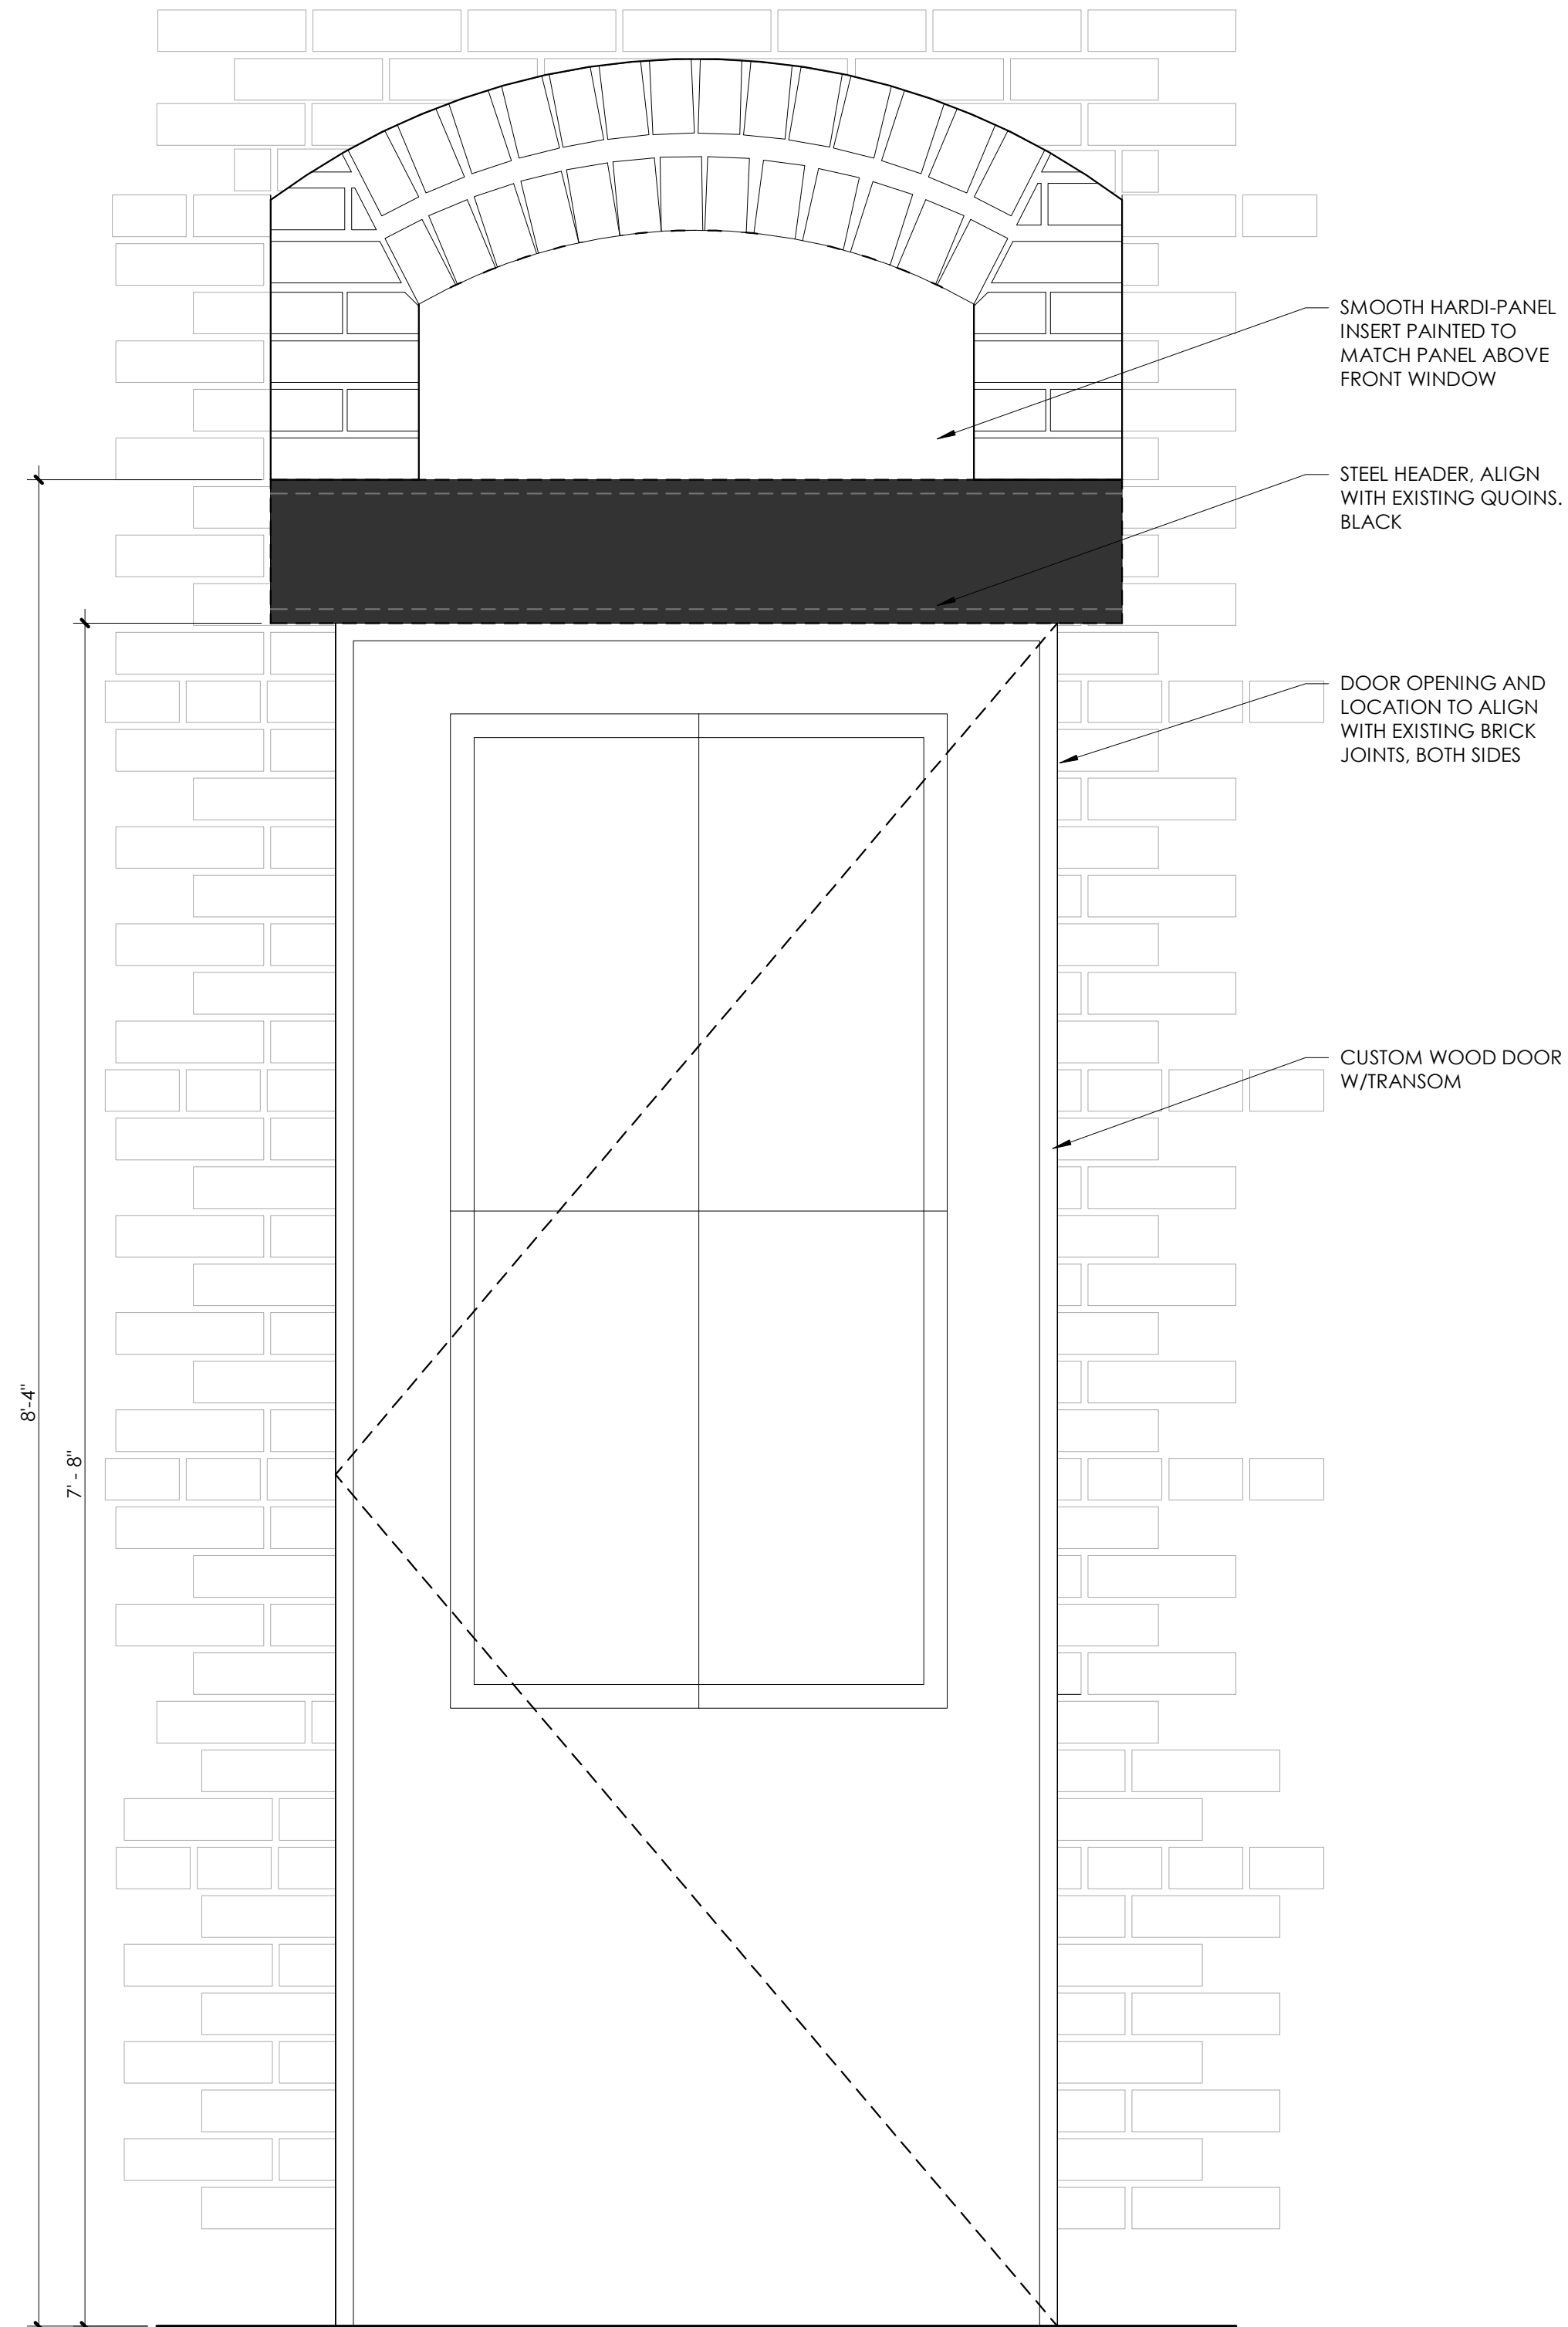 SMOOTH HARDI-PANEL
INSERT PAINTED TO
MATCH PANEL ABOVE
FRONT WINDOW
STEEL HEADER, ALIGN
WITH EXISTING QUOINS.
BLACK
DOOR OPENING AND
LOCATION TO ALIGN
WITH EXISTING BRICK
JOINTS, BOTH SIDES
CUSTOM WOOD DOOR
W/TRANSOM
8'-4"
7' - 8"